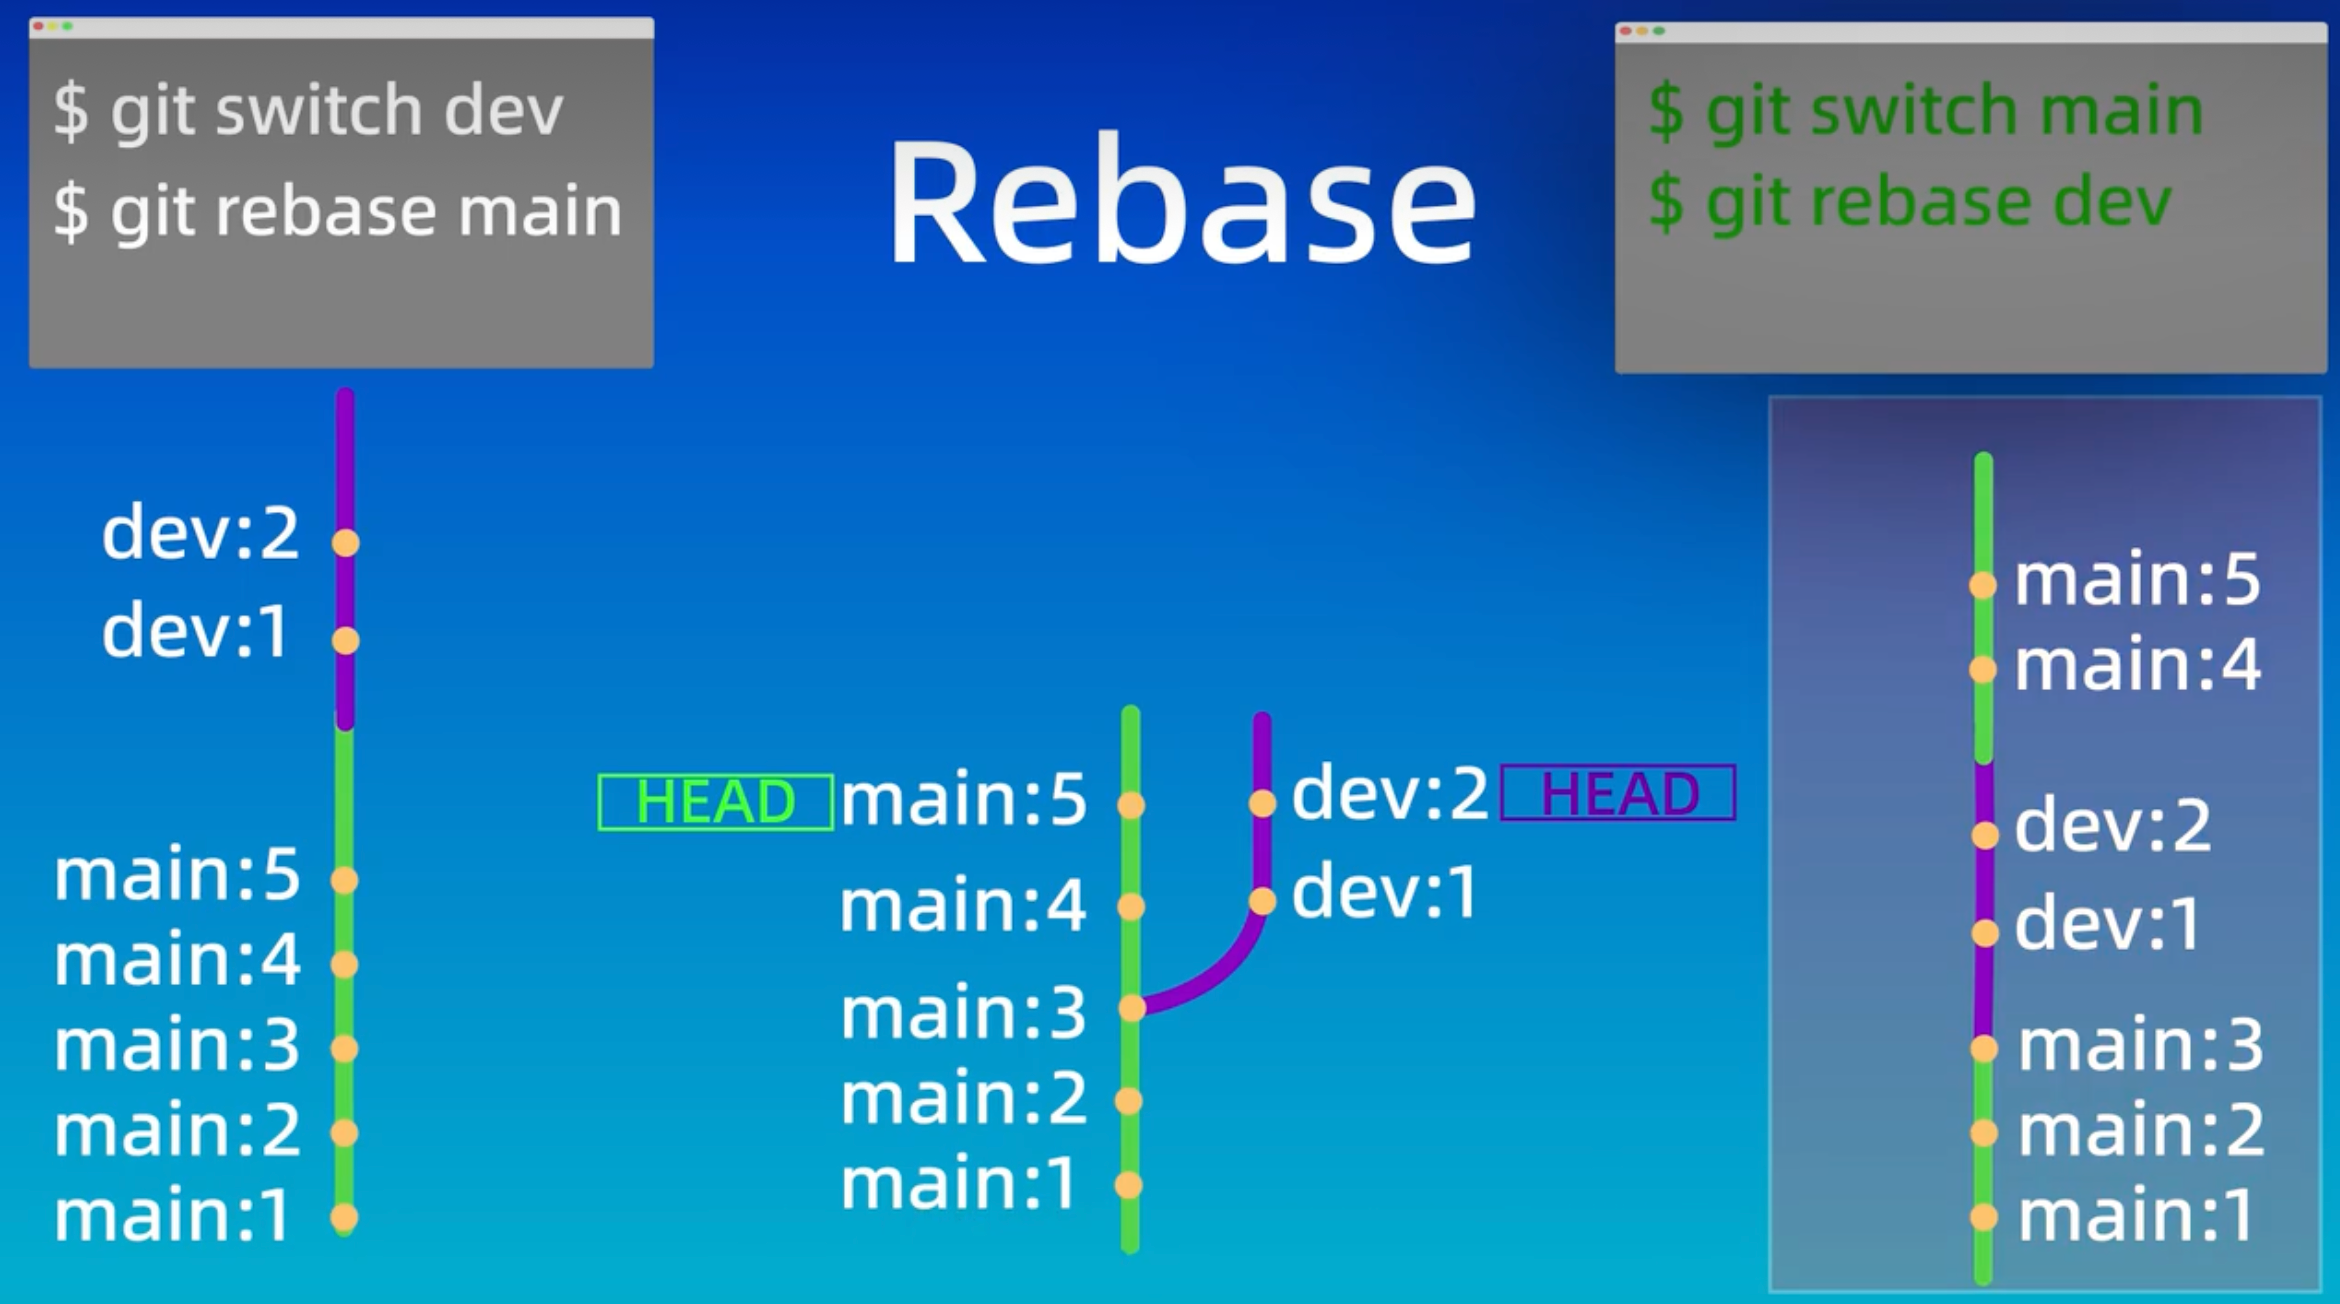 $ git switch dev
$ git rebase main
Rebase
$ git switch main
$ git rebase dev
dev:2
dev:1
main:5
main:4
main:3
main:2
main:1
HEAD main:5
main:4
main:3
main:2
main:1
dev:2 HEAD
dev:1
main:5
main:4
dev:2
dev:1
main:3
main:2
main:1